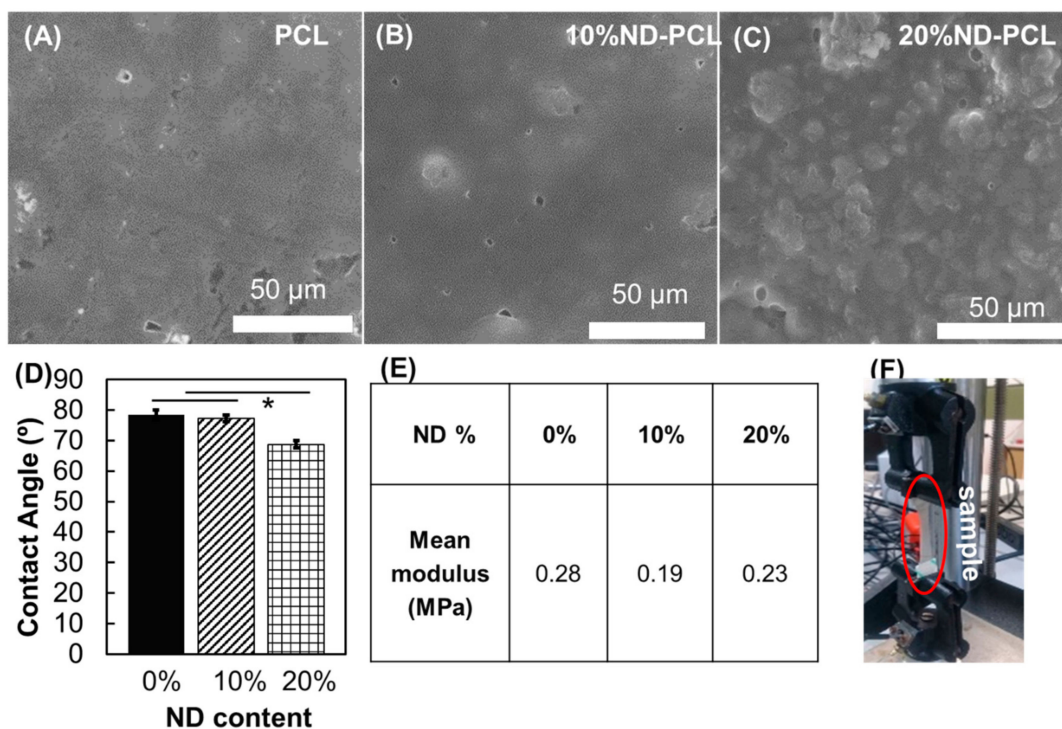 (A) PCL
50 µm
(B) 10%ND-PCL
50 µm
(C) 20%ND-PCL
50 µm
(D)
Contact Angle (º)
90
80
70
60
50
40
30
20
10
0
*
0% 10% 20%
ND content
(E)
ND % 0% 10% 20%
Mean
modulus
(MPa)
0.28 0.19 0.23
(F)
sample